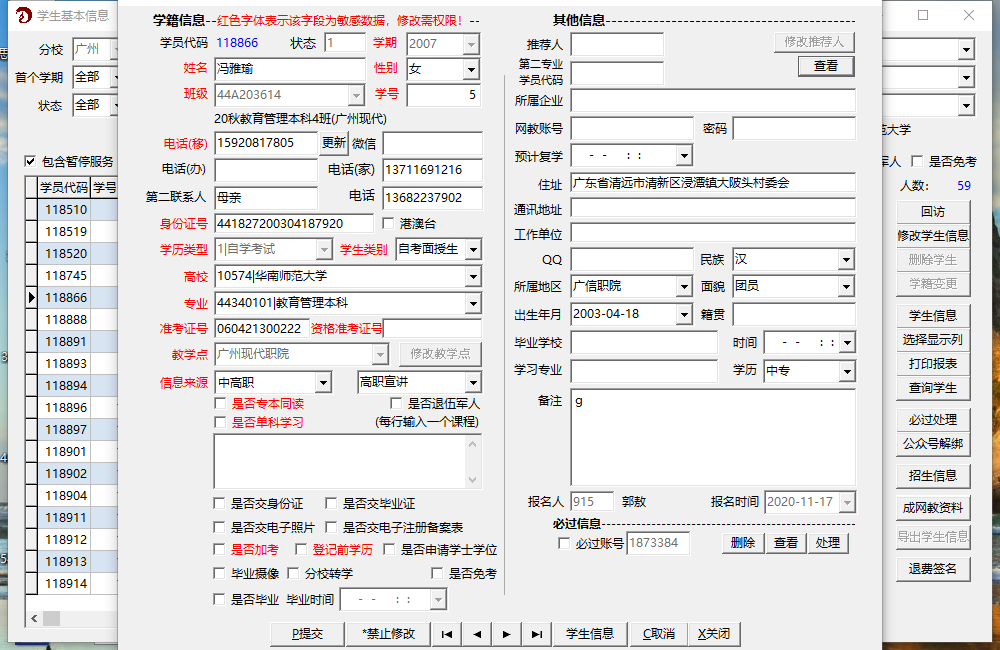 学生基本信息
分校 广州
首个学期 全部
状态 全部
包含暂停服务
学员代码 学号
118510
118519
118520
118745
118866
118888
118891
118893
118894
118896
118897
118901
118902
118904
118911
118912
118913
118914
学籍信息--红色字体表示该字段为敏感数据，修改需权限！--
学员代码 118866 状态 1 学期 2007
姓名 冯雅瑜 性别 女
班级 44A203614 学号 5
20秋教育管理本科4班(广州现代)
电话(移) 15920817805 更新 微信
电话(办) 电话(家) 13711691216
第二联系人 母亲 电话 13682237902
身份证号 441827200304187920 港澳台
学历类型 1|自学考试 学生类别 自考面授生
高校 10574|华南师范大学
专业 44340101|教育管理本科
准考证号 060421300222 资格准考证号
教学点 广州现代职院 修改教学点
信息来源 中高职 高职宣讲
是否专本同读 是否退伍军人
是否单科学习 (每行输入一个课程)
是否交身份证 是否交毕业证
是否交电子照片 是否交电子注册备案表
是否加考 登记前学历 是否申请学士学位
毕业摄像 分校转学 是否免考
是否毕业 毕业时间 - - : :
其他信息--
推荐人 修改推荐人
第二专业学员代码 查看
所属企业
网教账号 密码
预计复学 - - : :
住址 广东省清远市清新区浸潭镇大陂头村委会
通讯地址
工作单位
QQ 民族 汉
所属地区 广信职院 面貌 团员
出生年月 2003-04-18 籍贯
毕业学校 时间 - - : :
学习专业 学历 中专
备注 g
报名人 915 郭敖 报名时间 2020-11-17
必过信息--
必过账号 1873384 删除 查看 处理
P提交 *禁止修改 学生信息 C取消 X关闭
范大学
军人 是否免考
人数： 59
回访
修改学生信息
删除学生
学籍变更
学生信息
选择显示列
打印报表
查询学生
必过处理
公众号解绑
招生信息
成网教资料
导出学生信息
退费签名